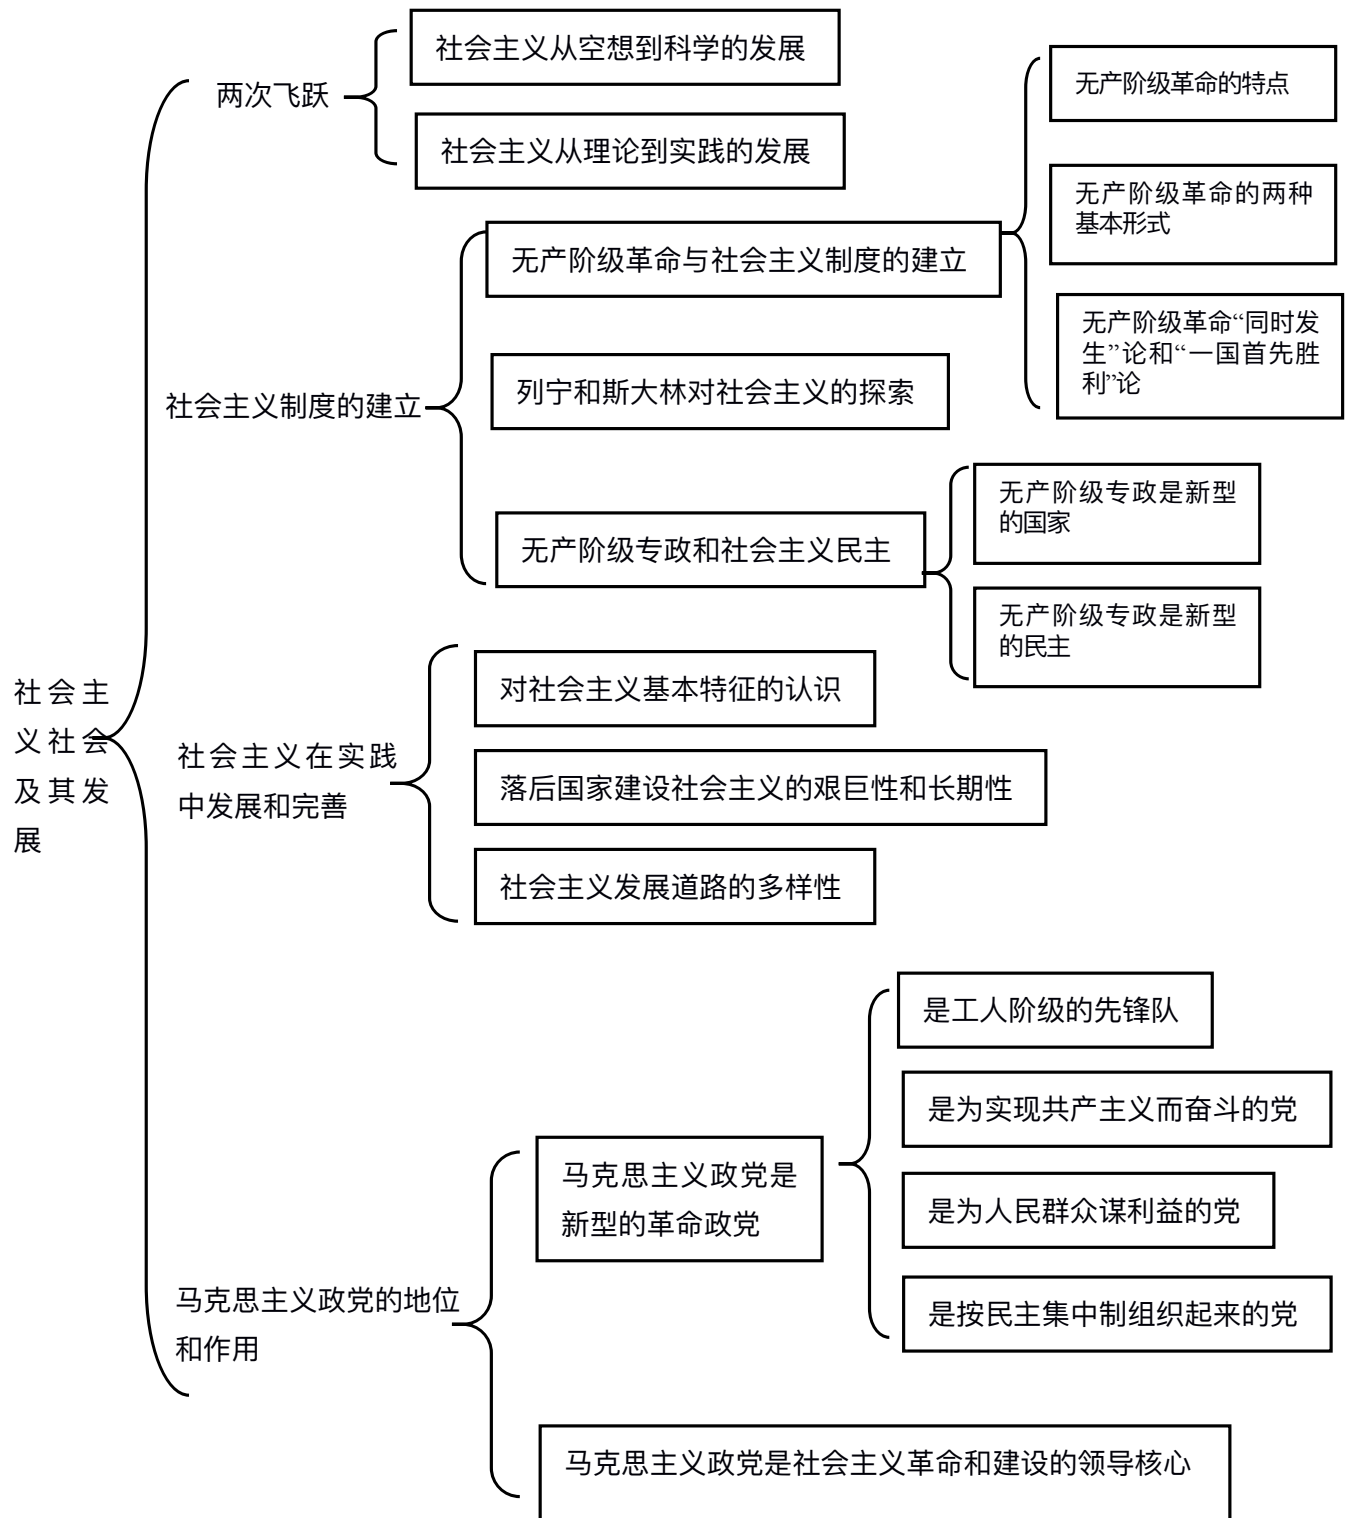 社会主
义社会
及其发
展
两次飞跃
社会主义从空想到科学的发展
社会主义从理论到实践的发展
社会主义制度的建立
无产阶级革命与社会主义制度的建立
无产阶级革命的特点
无产阶级革命的两种
基本形式
无产阶级革命“同时发
生”论和“一国首先胜
利”论
列宁和斯大林对社会主义的探索
无产阶级专政和社会主义民主
无产阶级专政是新型
的国家
无产阶级专政是新型
的民主
社会主义在实践
中发展和完善
对社会主义基本特征的认识
落后国家建设社会主义的艰巨性和长期性
社会主义发展道路的多样性
马克思主义政党的地位
和作用
马克思主义政党是
新型的革命政党
是工人阶级的先锋队
是为实现共产主义而奋斗的党
是为人民群众谋利益的党
是按民主集中制组织起来的党
马克思主义政党是社会主义革命和建设的领导核心